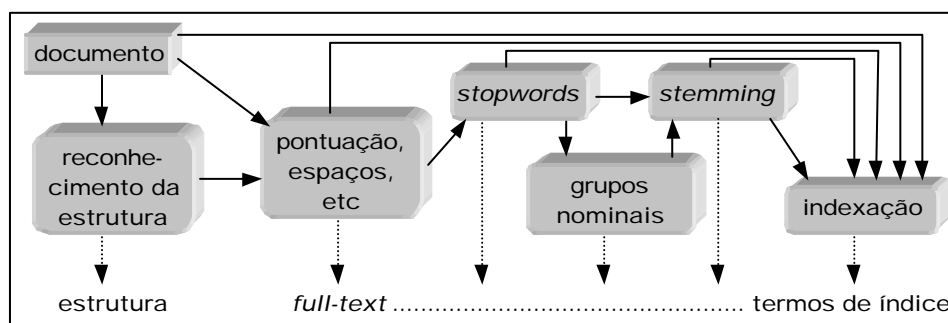 documento
stopwords
stemming
reconhe-
cimento da
estrutura
pontuação,
espaços,
etc
grupos
nominais
indexação
estrutura
full-text ................................................ termos de índice